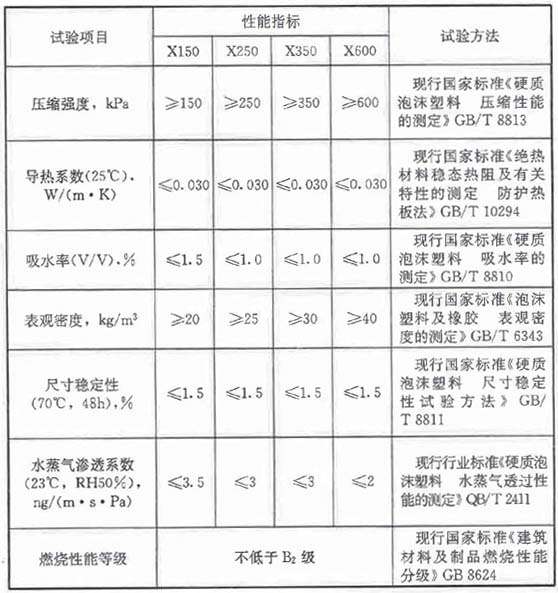 试验项目
性能指标
试验方法
X150
X250
X350
X600
压缩强度，kPa
≥150
≥250
≥350
≥600
现行国家标准《硬质
泡沫塑料　压缩性能
的测定》GB/T 8813
导热系数(25℃)，
W/(m·K)
≤0.030
≤0.030
≤0.030
≤0.030
现行国家标准《绝热
材料稳态热阻及有关
特性的测定　防护热
板法》GB/T 10294
吸水率(V/V)，%
≤1.5
≤1.0
≤1.0
≤1.0
现行国家标准《硬质
泡沫塑料　吸水率的
测定》GB/T 8810
表观密度，kg/m³
≥20
≥25
≥30
≥40
现行国家标准《泡沫
塑料及橡胶　表观密
度的测定》GB/T 6343
尺寸稳定性
(70℃，48h)，%
≤1.5
≤1.5
≤1.5
≤1.5
现行国家标准《硬质
泡沫塑料　尺寸稳定
性试验方法》GB/
T 8811
水蒸气渗透系数
(23℃，RH50%)，
ng/(m·s·Pa)
≤3.5
≤3
≤3
≤2
现行行业标准《硬质泡
沫塑料　水蒸气透过性
能的测定》QB/T 2411
燃烧性能等级
不低于B₂级
现行国家标准《建筑
材料及制品燃烧性能
分级》GB 8624